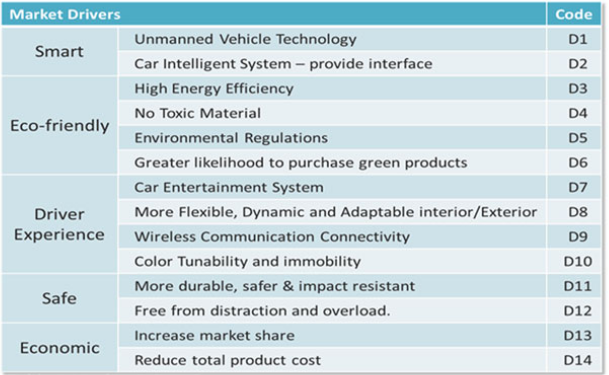 Market Drivers Code
Smart
Unmanned Vehicle Technology D1
Car Intelligent System – provide interface D2
Eco-friendly
High Energy Efficiency D3
No Toxic Material D4
Environmental Regulations D5
Greater likelihood to purchase green products D6
Driver
Experience
Car Entertainment System D7
More Flexible, Dynamic and Adaptable interior/Exterior D8
Wireless Communication Connectivity D9
Color Tunability and immobility D10
Safe
More durable, safer & impact resistant D11
Free from distraction and overload. D12
Economic
Increase market share D13
Reduce total product cost D14